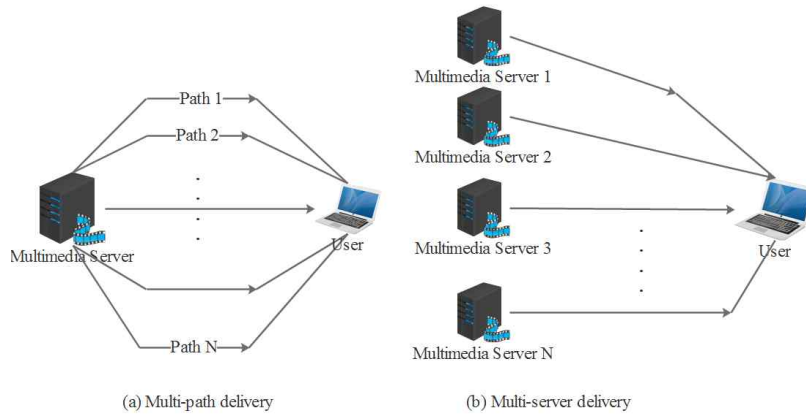 Path 1
Path 2
Multimedia Server
User
Path N
(a) Multi-path delivery
Multimedia Server 1
Multimedia Server 2
Multimedia Server 3
User
Multimedia Server N
(b) Multi-server delivery